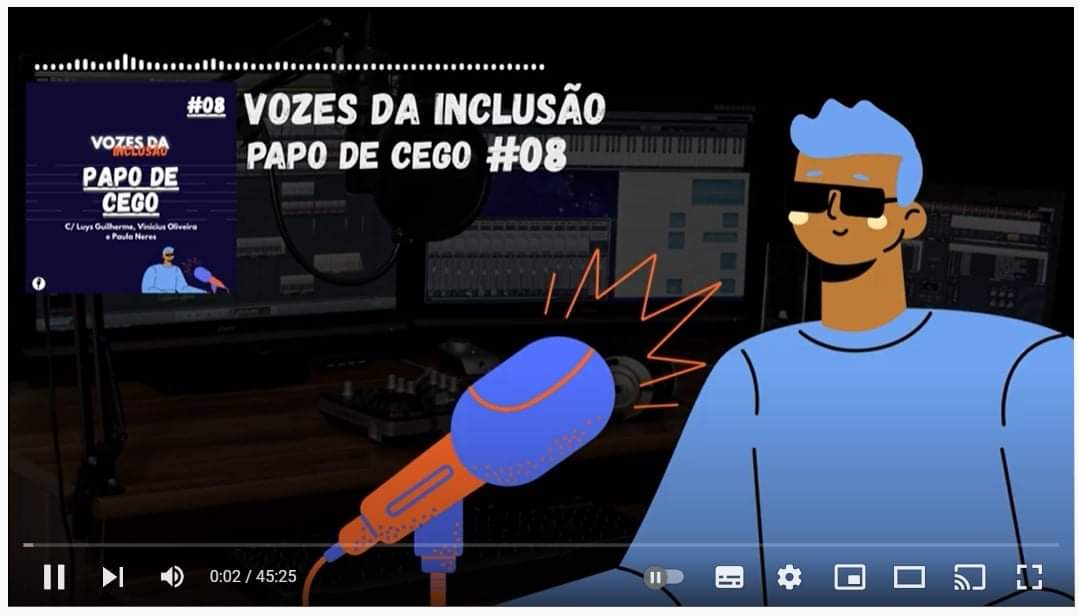 #08
VOZES DA
INCLUSÃO
PAPO DE
CEGO
C/ Luys Guilherme, Vinicius Oliveira
e Paula Neres
VOZES DA INCLUSÃO
PAPO DE CEGO #08
0:02 / 45:25